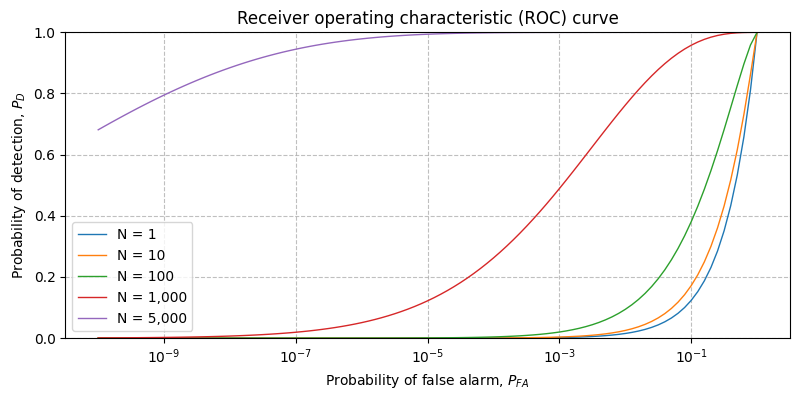 Receiver operating characteristic (ROC) curve
Probability of detection, $P_D$
1.0
0.8
0.6
0.4
0.2
0.0
N = 1
N = 10
N = 100
N = 1,000
N = 5,000
10⁻⁹ 10⁻⁷ 10⁻⁵ 10⁻³ 10⁻¹
Probability of false alarm, $P_{FA}$